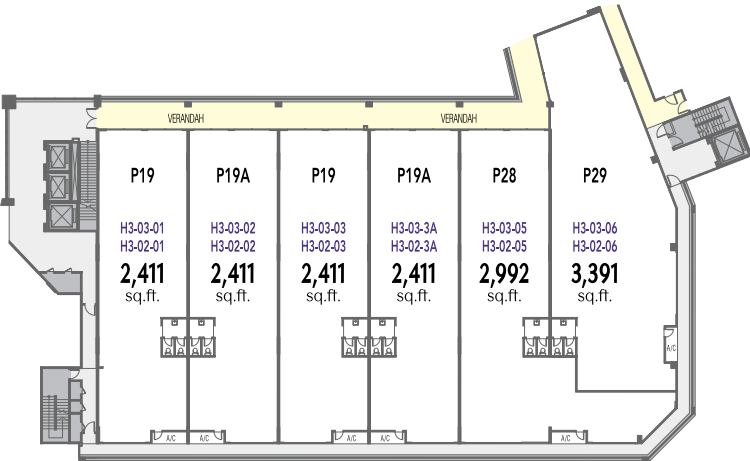 VERANDAH
VERANDAH
P19
H3-03-01
H3-02-01
2,411
sq.ft.
P19A
H3-03-02
H3-02-02
2,411
sq.ft.
P19
H3-03-03
H3-02-03
2,411
sq.ft.
P19A
H3-03-3A
H3-02-3A
2,411
sq.ft.
P28
H3-03-05
H3-02-05
2,992
sq.ft.
P29
H3-03-06
H3-02-06
3,391
sq.ft.
A/C
A/C
A/C
A/C
A/C
A/C